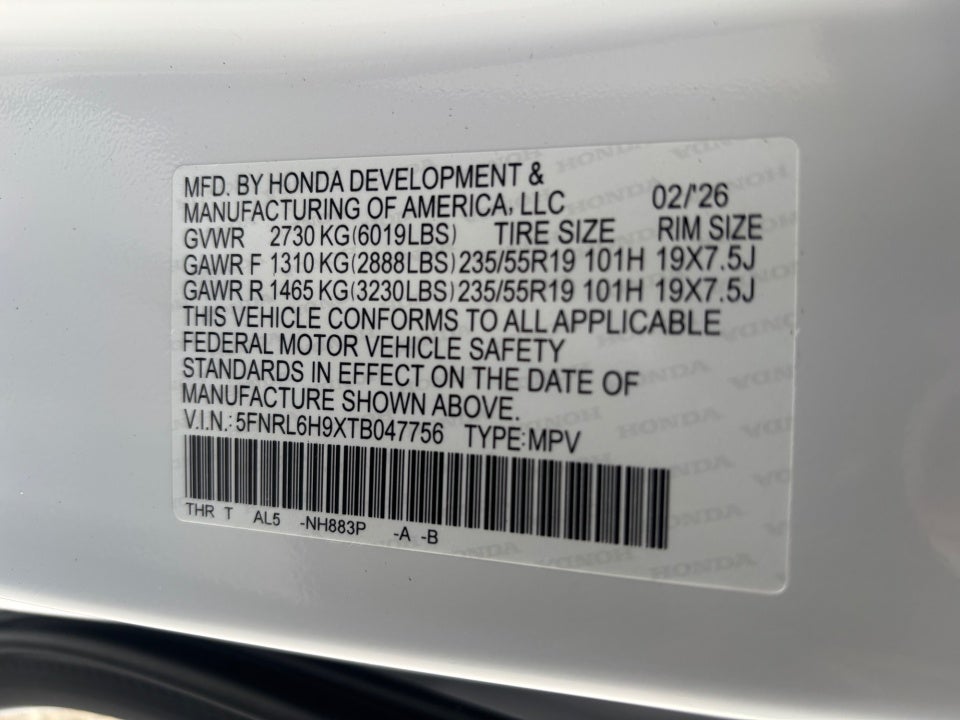 MFD. BY HONDA DEVELOPMENT &
MANUFACTURING OF AMERICA, LLC 02/'26
GVWR 2730 KG(6019LBS) TIRE SIZE RIM SIZE
GAWR F 1310 KG(2888LBS) 235/55R19 101H 19X7.5J
GAWR R 1465 KG(3230LBS) 235/55R19 101H 19X7.5J
THIS VEHICLE CONFORMS TO ALL APPLICABLE
FEDERAL MOTOR VEHICLE SAFETY
STANDARDS IN EFFECT ON THE DATE OF
MANUFACTURE SHOWN ABOVE.
V.I.N.: 5FNRL6H9XTB047756 TYPE:MPV
THR T AL5 -NH883P -A -B